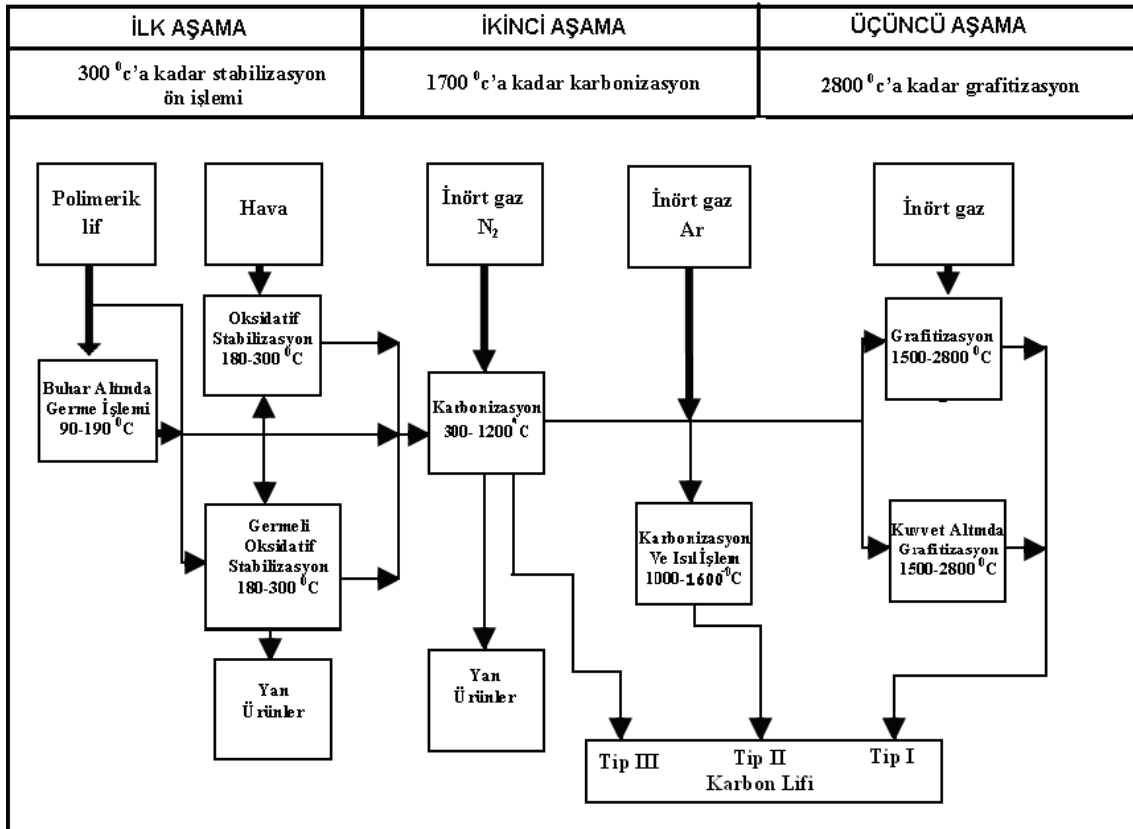 İLK AŞAMA
İKİNCİ AŞAMA
ÜÇÜNCÜ AŞAMA
300 ⁰c'a kadar stabilizasyon
ön işlemi
1700 ⁰c'a kadar karbonizasyon
2800 ⁰c'a kadar grafitizasyon
Polimerik
lif
Hava
İnört gaz
N₂
İnört gaz
Ar
İnört gaz
Oksidatif
Stabilizasyon
180-300 ⁰C
Grafitizasyon
1500-2800 ⁰C
Buhar Altında
Germe İşlemi
90-190 ⁰C
Karbonizasyon
300- 1200⁰C
Germeli
Oksidatif
Stabilizasyon
180-300 ⁰C
Karbonizasyon
Ve Isıl İşlem
1000-1600⁰C
Kuvvet Altında
Grafitizasyon
1500-2800 ⁰C
Yan
Ürünler
Yan
Ürünler
Tip III
Tip II
Tip I
Karbon Lifi